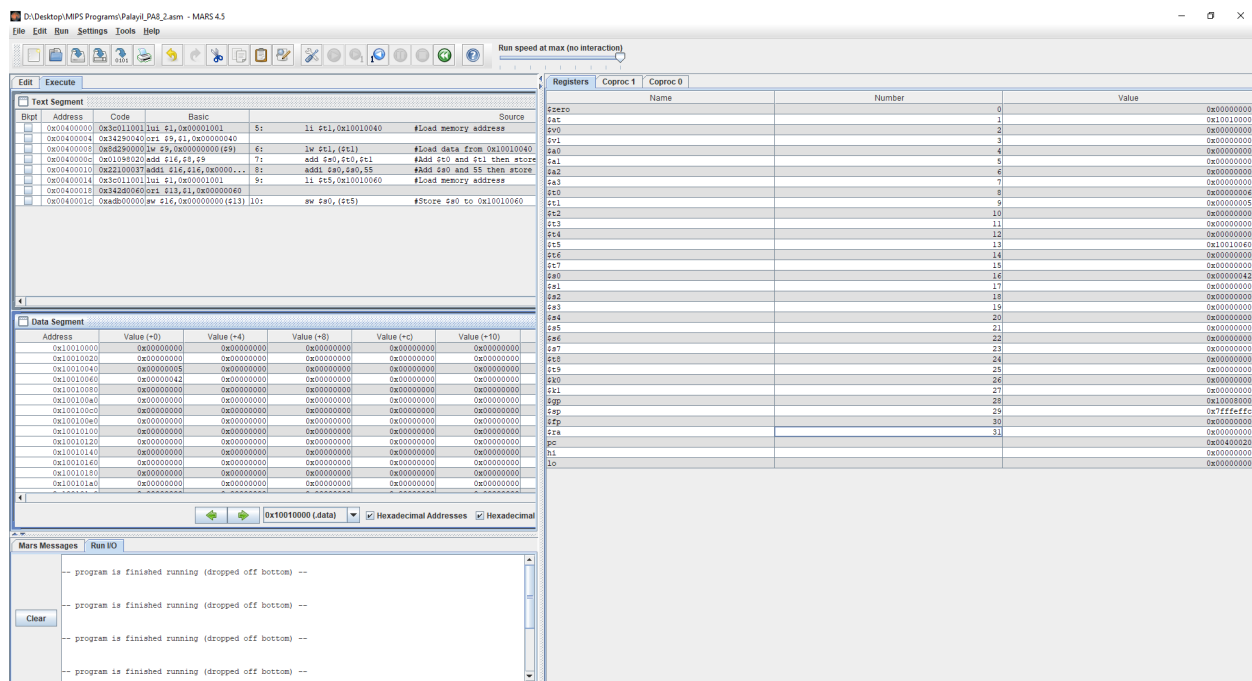 D:\Desktop\MIPS Programs\Palayil_PA8_2.asm - MARS 4.5
File Edit Run Settings Tools Help
Run speed at max (no interaction)
Edit Execute
Text Segment
Bkpt Address Code Basic Source
0x00400000 0x3c011001 lui $1,0x00001001 5: li $t1,0x10010040 #Load memory address
0x00400004 0x34290040 ori $9,$1,0x00000040
0x00400008 0x8d290000 lw $9,0x00000000($9) 6: lw $t1,($t1) #Load data from 0x10010040
0x0040000c 0x01098020 add $16,$8,$9 7: add $s0,$t0,$t1 #Add $t0 and $t1 then store
0x00400010 0x22100037 addi $16,$16,0x0000... 8: addi $s0,$s0,55 #Add $s0 and 55 then store
0x00400014 0x3c011001 lui $1,0x00001001 9: li $t5,0x10010060 #Load memory address
0x00400018 0x342d0060 ori $13,$1,0x00000060
0x0040001c 0xadb00000 sw $16,0x00000000($13) 10: sw $s0,($t5) #Store $s0 to 0x10010060
Data Segment
Address Value (+0) Value (+4) Value (+8) Value (+c) Value (+10)
0x10010000 0x00000000 0x00000000 0x00000000 0x00000000 0x00000000
0x10010020 0x00000000 0x00000000 0x00000000 0x00000000 0x00000000
0x10010040 0x00000005 0x00000000 0x00000000 0x00000000 0x00000000
0x10010060 0x00000042 0x00000000 0x00000000 0x00000000 0x00000000
0x10010080 0x00000000 0x00000000 0x00000000 0x00000000 0x00000000
0x100100a0 0x00000000 0x00000000 0x00000000 0x00000000 0x00000000
0x100100c0 0x00000000 0x00000000 0x00000000 0x00000000 0x00000000
0x100100e0 0x00000000 0x00000000 0x00000000 0x00000000 0x00000000
0x10010100 0x00000000 0x00000000 0x00000000 0x00000000 0x00000000
0x10010120 0x00000000 0x00000000 0x00000000 0x00000000 0x00000000
0x10010140 0x00000000 0x00000000 0x00000000 0x00000000 0x00000000
0x10010160 0x00000000 0x00000000 0x00000000 0x00000000 0x00000000
0x10010180 0x00000000 0x00000000 0x00000000 0x00000000 0x00000000
0x100101a0 0x00000000 0x00000000 0x00000000 0x00000000 0x00000000
0x10010000 (.data) Hexadecimal Addresses Hexadecimal
Mars Messages Run I/O
Clear
-- program is finished running (dropped off bottom) --
-- program is finished running (dropped off bottom) --
-- program is finished running (dropped off bottom) --
-- program is finished running (dropped off bottom) --
Registers Coproc 1 Coproc 0
Name Number Value
$zero 0 0x00000000
$at 1 0x10010000
$v0 2 0x00000000
$v1 3 0x00000000
$a0 4 0x00000000
$a1 5 0x00000000
$a2 6 0x00000000
$a3 7 0x00000000
$t0 8 0x00000006
$t1 9 0x00000005
$t2 10 0x00000000
$t3 11 0x00000000
$t4 12 0x00000000
$t5 13 0x10010060
$t6 14 0x00000000
$t7 15 0x00000000
$s0 16 0x00000042
$s1 17 0x00000000
$s2 18 0x00000000
$s3 19 0x00000000
$s4 20 0x00000000
$s5 21 0x00000000
$s6 22 0x00000000
$s7 23 0x00000000
$t8 24 0x00000000
$t9 25 0x00000000
$k0 26 0x00000000
$k1 27 0x00000000
$gp 28 0x10008000
$sp 29 0x7fffeffc
$fp 30 0x00000000
$ra 31 0x00000000
pc 0x00400020
hi 0x00000000
lo 0x00000000